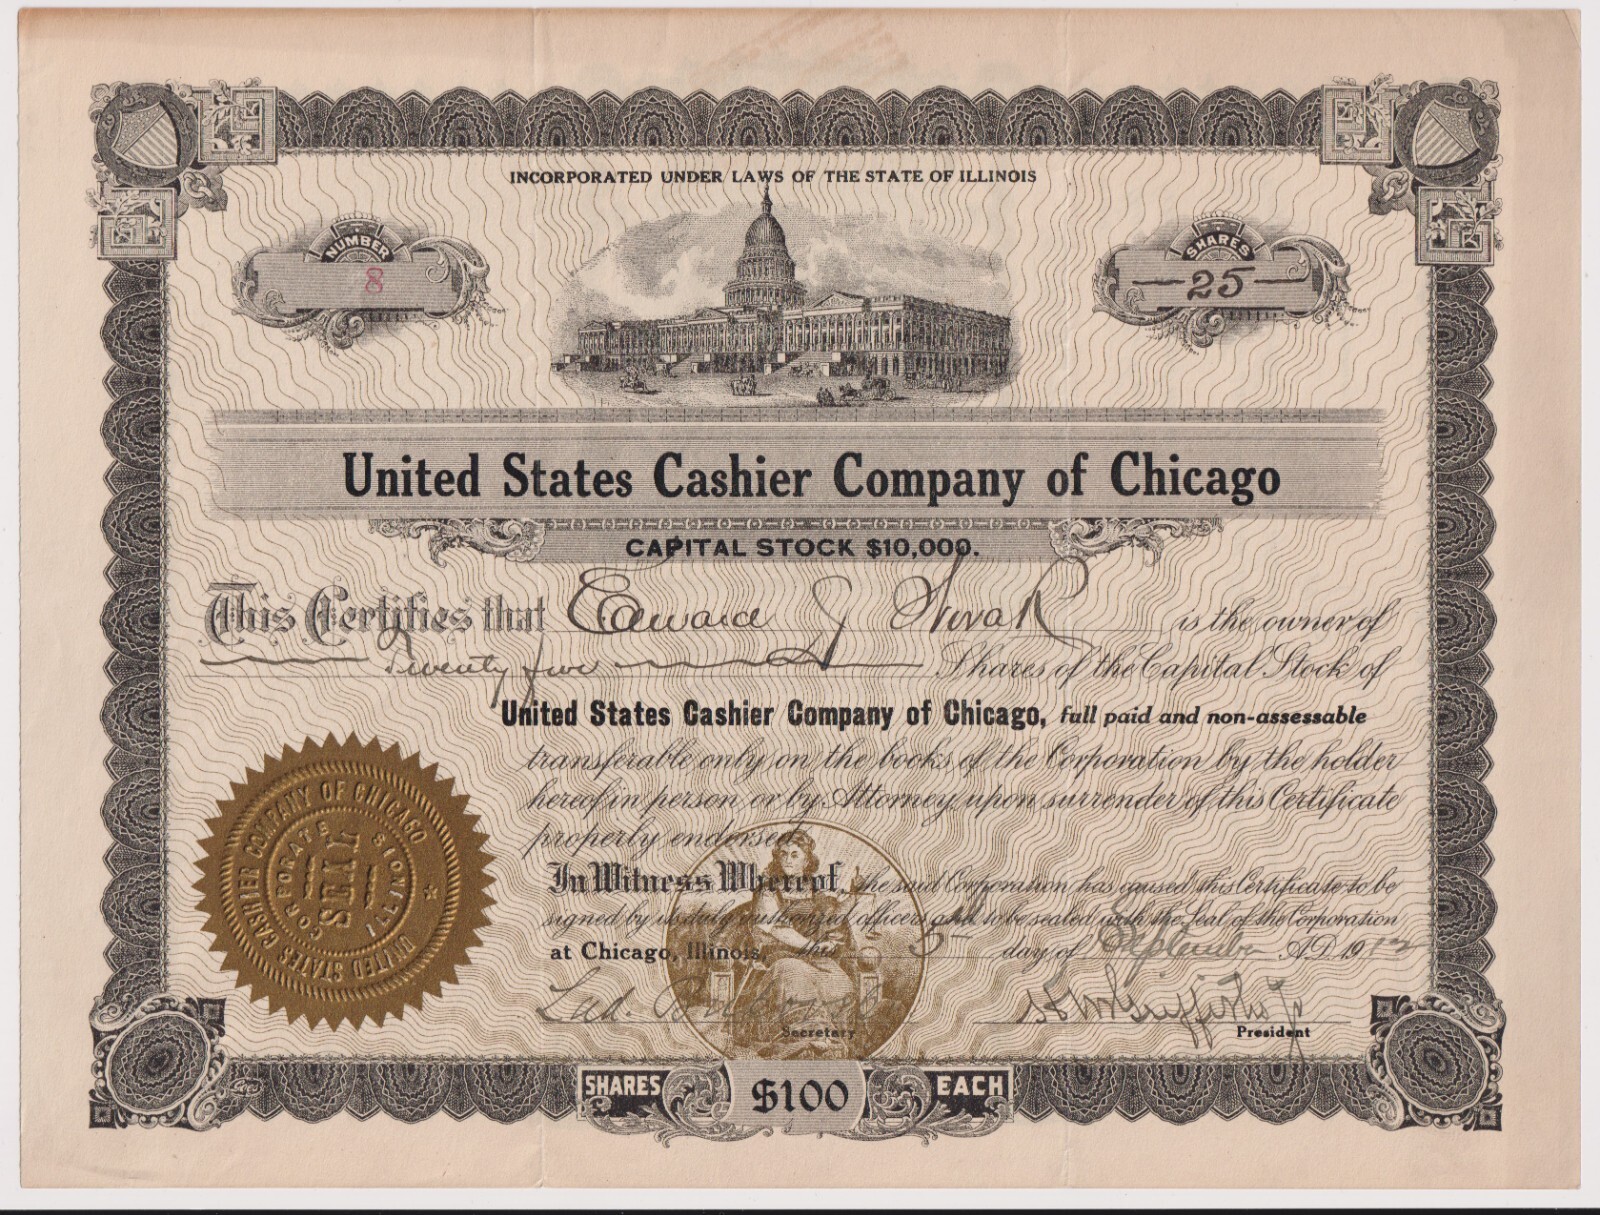 INCORPORATED UNDER LAWS OF THE STATE OF ILLINOIS
NUMBER
8
SHARES
—25—
United States Cashier Company of Chicago
CAPITAL STOCK $10,000.
This Certifies that Edward J Novak is the owner of
Twenty five Shares of the Capital Stock of
United States Cashier Company of Chicago, full paid and non-assessable
transferable only on the books of the Corporation by the holder
hereof in person or by Attorney upon surrender of this Certificate
properly endorsed.
In Witness Whereof, the said Corporation has caused this Certificate to be
signed by its duly authorized officers and to be sealed with the Seal of the Corporation
at Chicago, Illinois, this 5th day of September A.D. 1912
Secretary
H W Griffiths Jr
President
UNITED STATES CASHIER COMPANY OF CHICAGO
CORPORATE
SEAL
ILLINOIS
SHARES $100 EACH